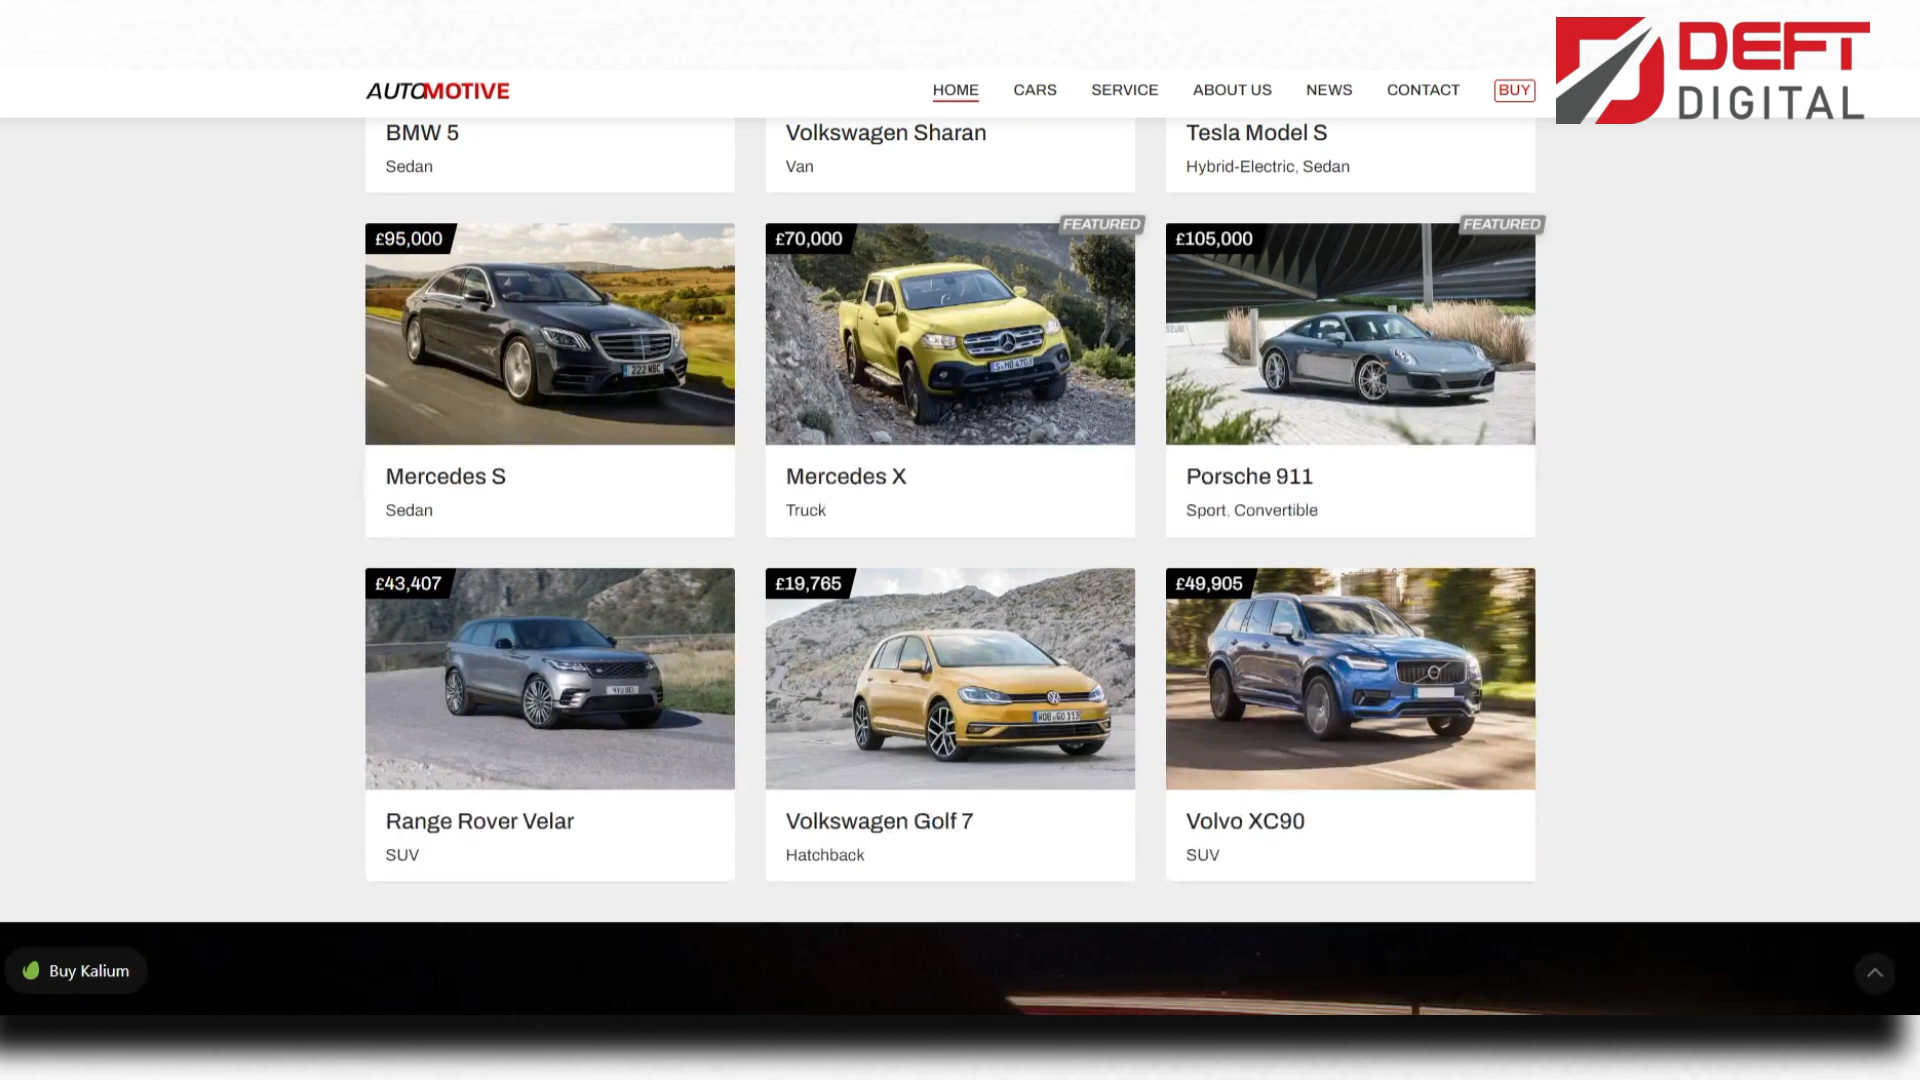 DEFT
DIGITAL
AUTOMOTIVE
HOME CARS SERVICE ABOUT US NEWS CONTACT BUY
BMW 5 Volkswagen Sharan Tesla Model S
Sedan Van Hybrid-Electric, Sedan
FEATURED FEATURED
£95,000 £70,000 £105,000
222 MBC
Mercedes S Mercedes X Porsche 911
Sedan Truck Sport, Convertible
£43,407 £19,765 £49,905
Range Rover Velar Volkswagen Golf 7 Volvo XC90
SUV Hatchback SUV
Buy Kalium